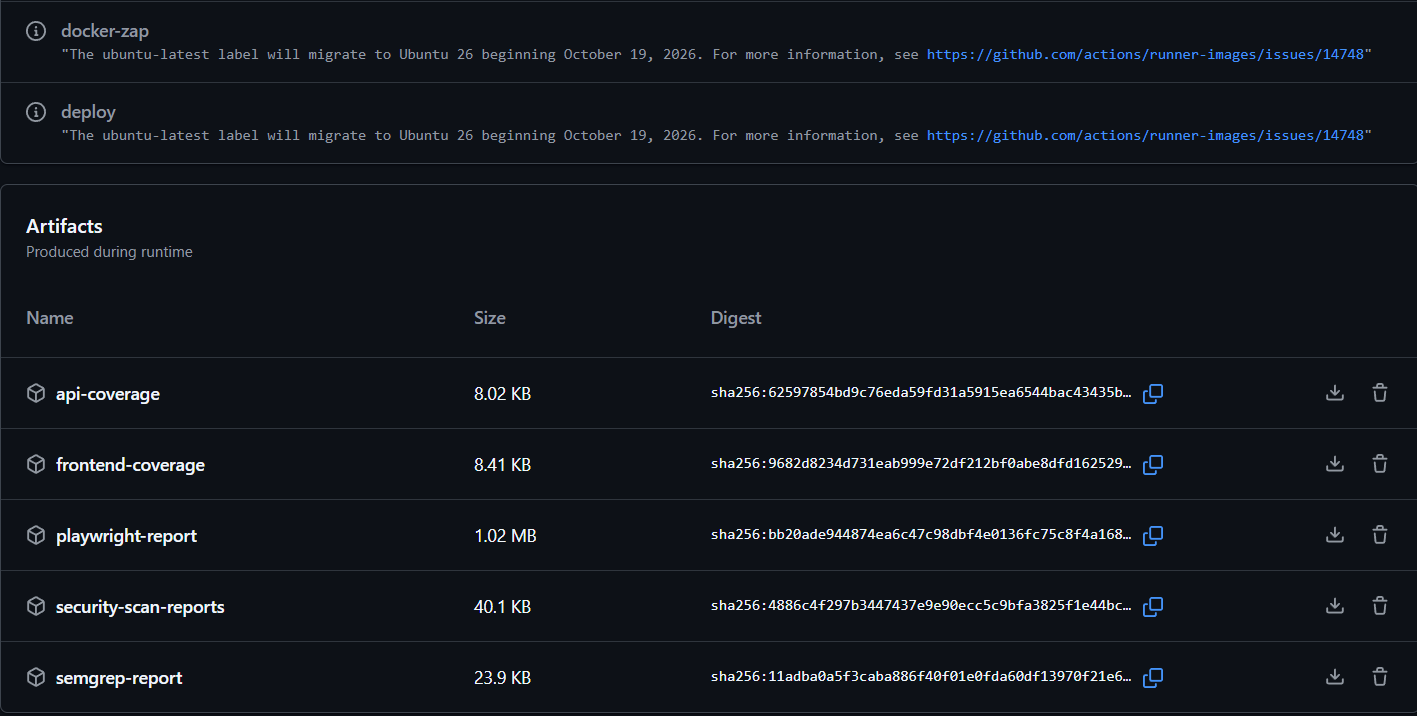 docker-zap
"The ubuntu-latest label will migrate to Ubuntu 26 beginning October 19, 2026. For more information, see https://github.com/actions/runner-images/issues/14748"
deploy
"The ubuntu-latest label will migrate to Ubuntu 26 beginning October 19, 2026. For more information, see https://github.com/actions/runner-images/issues/14748"
Artifacts
Produced during runtime
Name Size Digest
api-coverage 8.02 KB sha256:62597854bd9c76eda59fd31a5915ea6544bac43435b…
frontend-coverage 8.41 KB sha256:9682d8234d731eab999e72df212bf0abe8dfd162529…
playwright-report 1.02 MB sha256:bb20ade944874ea6c47c98dbf4e0136fc75c8f4a168…
security-scan-reports 40.1 KB sha256:4886c4f297b3447437e9e90ecc5c9bfa3825f1e44bc…
semgrep-report 23.9 KB sha256:11adba0a5f3caba886f40f01e0fda60df13970f21e6…